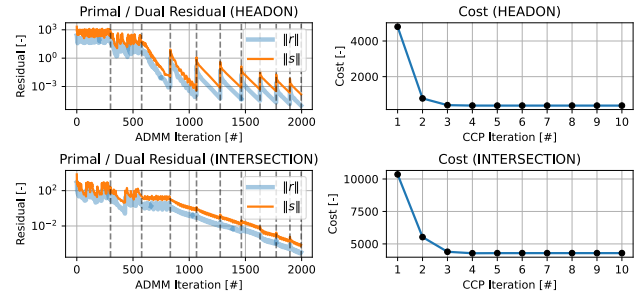 Primal / Dual Residual (HEADON)
Residual [-]
10³
10⁰
10⁻³
‖r‖
‖s‖
0 500 1000 1500 2000
ADMM Iteration [#]
Cost (HEADON)
Cost [-]
4000
2000
1 2 3 4 5 6 7 8 9 10
CCP Iteration [#]
Primal / Dual Residual (INTERSECTION)
Residual [-]
10²
10⁻²
‖r‖
‖s‖
0 500 1000 1500 2000
ADMM Iteration [#]
Cost (INTERSECTION)
Cost [-]
10000
7500
5000
1 2 3 4 5 6 7 8 9 10
CCP Iteration [#]